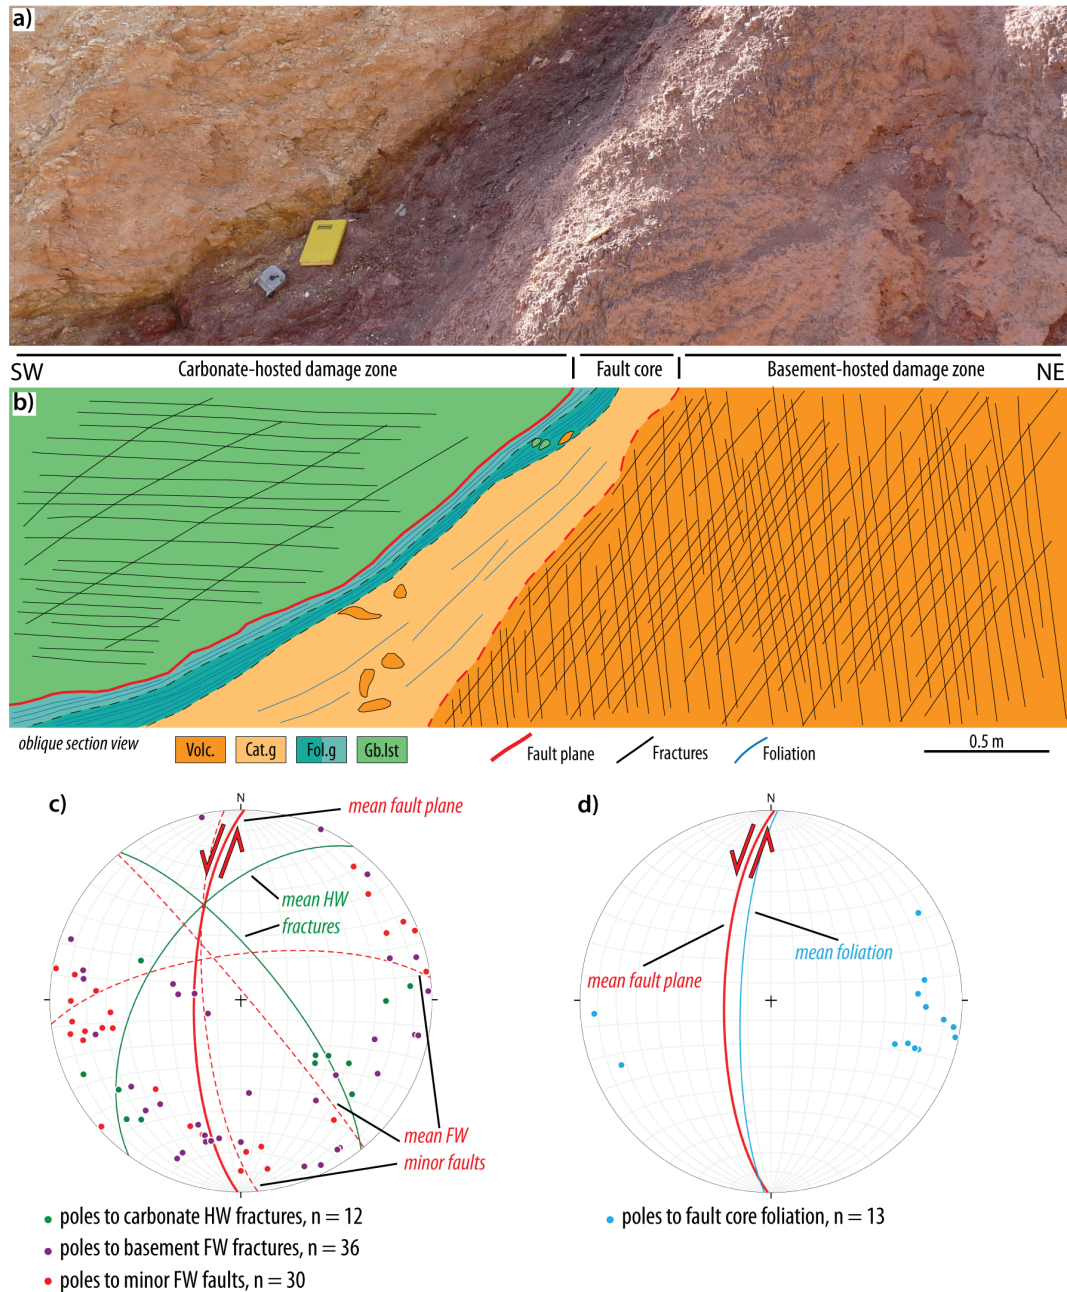 a)
SW
Carbonate-hosted damage zone
Fault core
Basement-hosted damage zone
NE
b)
oblique section view
Volc.
Cat.g
Fol.g
Gb.lst
Fault plane
Fractures
Foliation
0.5 m
c)
N
mean fault plane
mean HW
fractures
mean FW
minor faults
poles to carbonate HW fractures, n = 12
poles to basement FW fractures, n = 36
poles to minor FW faults, n = 30
d)
N
mean fault plane
mean foliation
poles to fault core foliation, n = 13